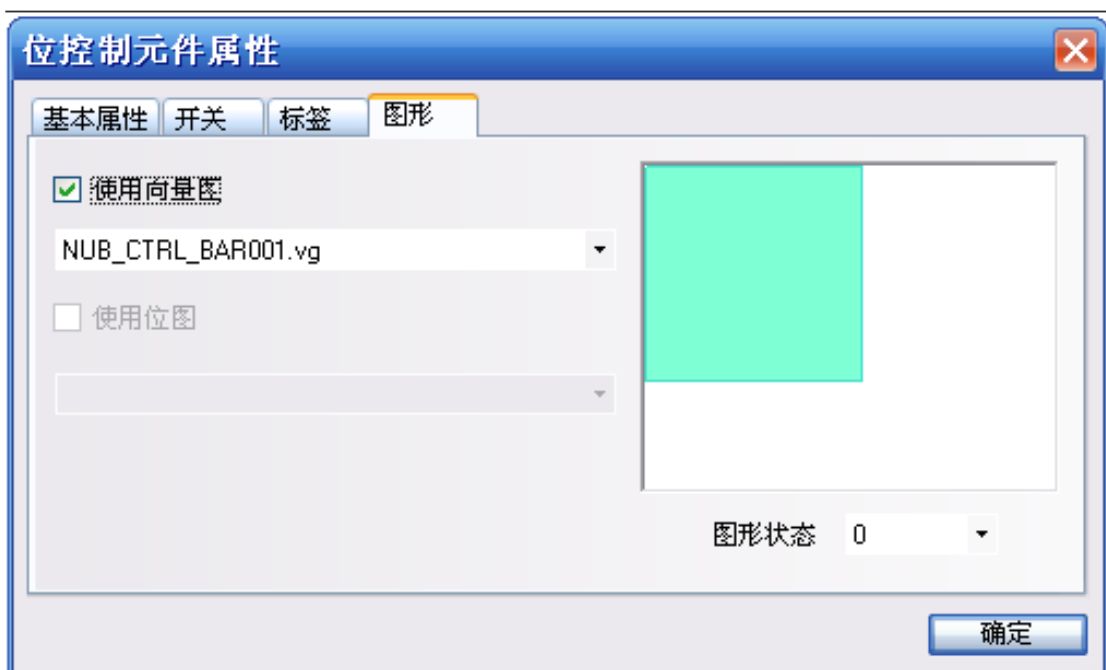 位控制元件属性
基本属性 开关 标签 图形
使用向量图
NUB_CTRL_BAR001.vg
使用位图
图形状态 0
确定